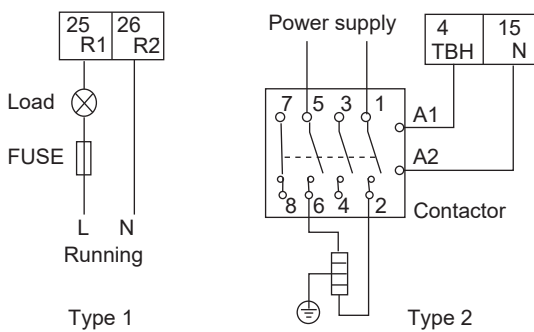 25 26
R1 R2
Load
FUSE
L N
Running
Type 1
Power supply
4 15
TBH N
7 5 3 1
A1
A2
8 6 4 2
Contactor
Type 2